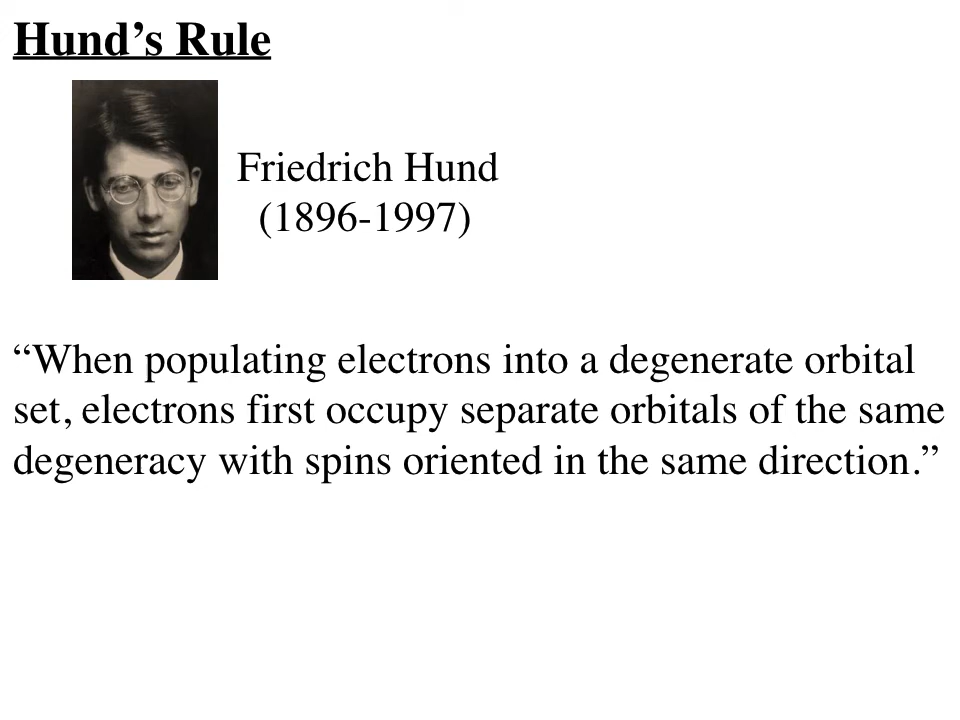 Hund’s Rule
Friedrich Hund
(1896-1997)
“When populating electrons into a degenerate orbital
set, electrons first occupy separate orbitals of the same
degeneracy with spins oriented in the same direction.”